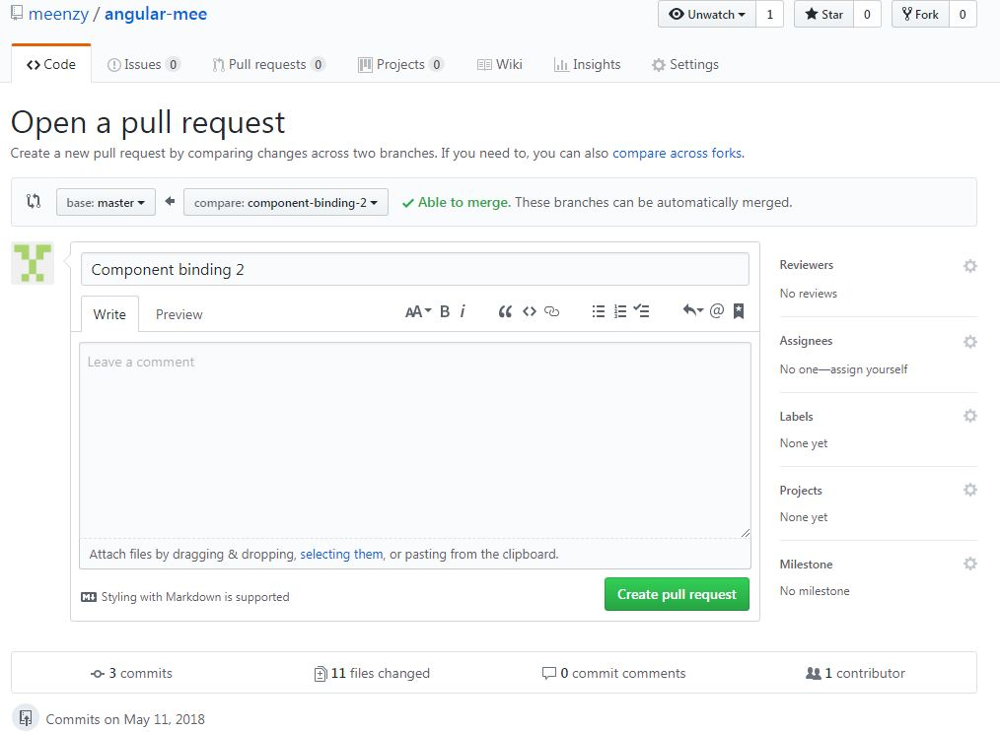 meenzy / angular-mee
Unwatch 1 Star 0 Fork 0
Code Issues 0 Pull requests 0 Projects 0 Wiki Insights Settings
Open a pull request
Create a new pull request by comparing changes across two branches. If you need to, you can also compare across forks.
base: master compare: component-binding-2 Able to merge. These branches can be automatically merged.
Component binding 2
Write Preview AA B i
Leave a comment
Attach files by dragging & dropping, selecting them, or pasting from the clipboard.
Styling with Markdown is supported
Create pull request
Reviewers
No reviews
Assignees
No one—assign yourself
Labels
None yet
Projects
None yet
Milestone
No milestone
3 commits 11 files changed 0 commit comments 1 contributor
Commits on May 11, 2018